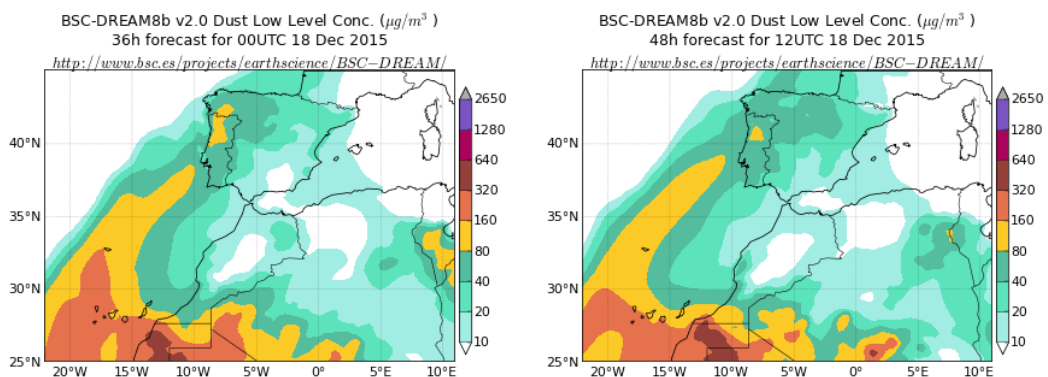 BSC-DREAM8b v2.0 Dust Low Level Conc. (μg/m³ )
36h forecast for 00UTC 18 Dec 2015
http://www.bsc.es/projects/earthscience/BSC−DREAM/
2650
1280
640
320
160
80
40
20
10
40°N
35°N
30°N
25°N
20°W 15°W 10°W 5°W 0°E 5°E 10°E
BSC-DREAM8b v2.0 Dust Low Level Conc. (μg/m³ )
48h forecast for 12UTC 18 Dec 2015
http://www.bsc.es/projects/earthscience/BSC−DREAM/
2650
1280
640
320
160
80
40
20
10
40°N
35°N
30°N
25°N
20°W 15°W 10°W 5°W 0°E 5°E 10°E